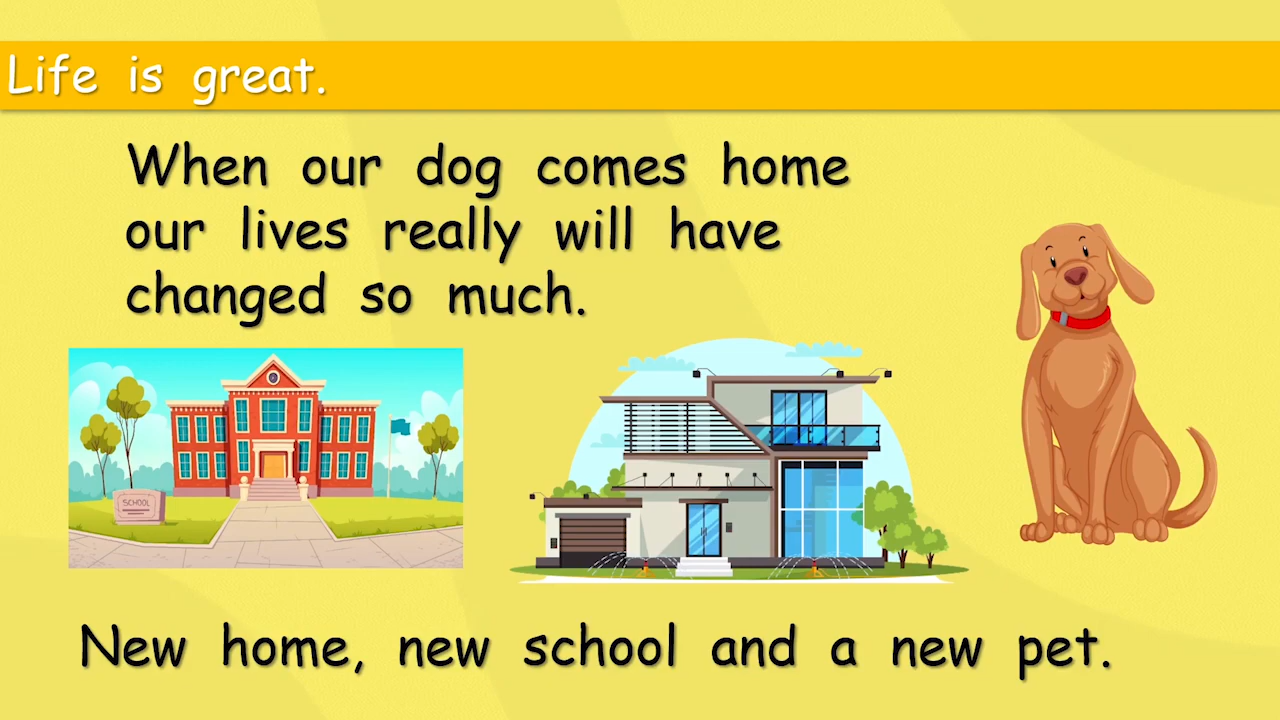 Life is great.
When our dog comes home
our lives really will have
changed so much.
SCHOOL
New home, new school and a new pet.